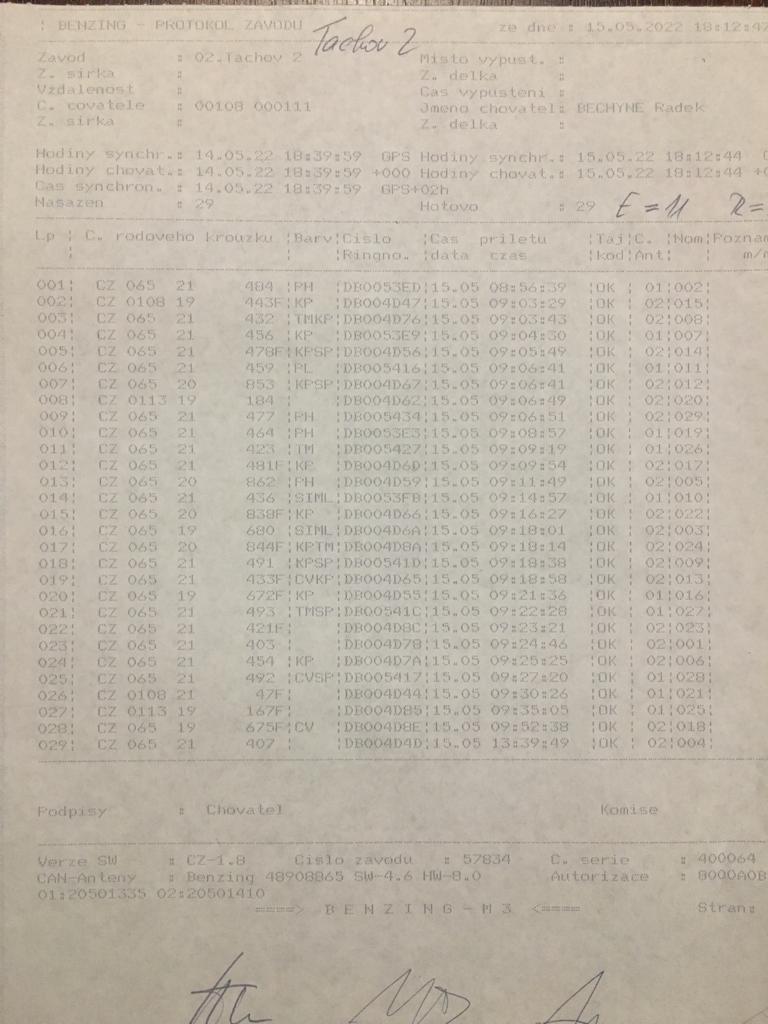 ¦ BENZING - PROTOKOL ZAVODU ze dne : 15.05.2022 18:12:47
Tachov 2
Zavod : 02.Tachov 2 Misto vypust. :
Z. sirka : Z. delka :
Vzdalenost : Cas vypusteni :
C. covatele : 00108 000111 Jmeno chovatel: BECHYNE Radek
Z. sirka : Z. delka :
Hodiny synchr.: 14.05.22 18:39:59 GPS Hodiny synchr.: 15.05.22 18:12:44
Hodiny chovat.: 14.05.22 18:39:59 +000 Hodiny chovat.: 15.05.22 18:12:44
Cas synchron. : 14.05.22 18:39:59 GPS+02h
Nasazen : 29 Hotovo : 29
Lp ¦ C. rodoveho krouzku ¦Barv¦Cislo ¦Cas priletu ¦Taj¦C. ¦Nom¦Poznam
¦ ¦ ¦Ringno. ¦data czas ¦kod¦Ant¦ ¦ m/m
001¦ CZ 065 21 484 ¦PH ¦DB0053ED¦15.05 08:56:39 ¦OK ¦ 01¦002¦
002¦ CZ 0108 19 443F¦KP ¦DB004D47¦15.05 09:03:29 ¦OK ¦ 02¦015¦
003¦ CZ 065 21 432 ¦TMKP¦DB004D76¦15.05 09:03:43 ¦OK ¦ 02¦008¦
004¦ CZ 065 21 456 ¦KP ¦DB0053E9¦15.05 09:04:30 ¦OK ¦ 01¦007¦
005¦ CZ 065 21 478F¦KPSP¦DB004D56¦15.05 09:05:49 ¦OK ¦ 02¦014¦
006¦ CZ 065 21 459 ¦PL ¦DB005416¦15.05 09:06:41 ¦OK ¦ 01¦011¦
007¦ CZ 065 20 853 ¦KPSP¦DB004D67¦15.05 09:06:41 ¦OK ¦ 02¦012¦
008¦ CZ 0113 19 184 ¦ ¦DB004D62¦15.05 09:06:49 ¦OK ¦ 02¦020¦
009¦ CZ 065 21 477 ¦PH ¦DB005434¦15.05 09:06:51 ¦OK ¦ 02¦029¦
010¦ CZ 065 21 464 ¦PH ¦DB0053E3¦15.05 09:08:57 ¦OK ¦ 01¦019¦
011¦ CZ 065 21 423 ¦TM ¦DB005427¦15.05 09:09:19 ¦OK ¦ 01¦026¦
012¦ CZ 065 21 481F¦KP ¦DB004D6D¦15.05 09:09:54 ¦OK ¦ 02¦017¦
013¦ CZ 065 20 862 ¦PH ¦DB004D59¦15.05 09:11:49 ¦OK ¦ 02¦005¦
014¦ CZ 065 21 436 ¦SIML¦DB0053FB¦15.05 09:14:57 ¦OK ¦ 01¦010¦
015¦ CZ 065 20 838F¦KP ¦DB004D66¦15.05 09:16:27 ¦OK ¦ 02¦022¦
016¦ CZ 065 19 680 ¦SIML¦DB004D6A¦15.05 09:18:01 ¦OK ¦ 02¦003¦
017¦ CZ 065 20 844F¦KPTM¦DB004D8A¦15.05 09:18:14 ¦OK ¦ 02¦024¦
018¦ CZ 065 21 491 ¦KPSP¦DB00541D¦15.05 09:18:38 ¦OK ¦ 02¦009¦
019¦ CZ 065 21 433F¦CVKP¦DB004D65¦15.05 09:18:58 ¦OK ¦ 02¦013¦
020¦ CZ 065 19 672F¦KP ¦DB004D55¦15.05 09:21:36 ¦OK ¦ 01¦016¦
021¦ CZ 065 21 493 ¦TMSP¦DB00541C¦15.05 09:22:28 ¦OK ¦ 01¦027¦
022¦ CZ 065 21 421F¦ ¦DB004D8C¦15.05 09:23:21 ¦OK ¦ 02¦023¦
023¦ CZ 065 21 403 ¦ ¦DB004D78¦15.05 09:24:46 ¦OK ¦ 02¦001¦
024¦ CZ 065 21 454 ¦KP ¦DB004D7A¦15.05 09:25:25 ¦OK ¦ 02¦006¦
025¦ CZ 065 21 492 ¦CVSP¦DB005417¦15.05 09:27:20 ¦OK ¦ 01¦028¦
026¦ CZ 0108 21 47F¦ ¦DB004D44¦15.05 09:30:26 ¦OK ¦ 01¦021¦
027¦ CZ 0113 19 167F¦ ¦DB004D85¦15.05 09:35:05 ¦OK ¦ 01¦025¦
028¦ CZ 065 19 675F¦CV ¦DB004D8E¦15.05 09:52:38 ¦OK ¦ 02¦018¦
029¦ CZ 065 21 407 ¦ ¦DB004D4D¦15.05 13:39:49 ¦OK ¦ 02¦004¦
Podpisy : Chovatel Komise
Verze SW : CZ-1.8 Cislo zavodu : 57834 C. serie : 400064
CAN-Anteny : Benzing 48908865 SW-4.6 HW-8.0 Autorizace : 8000A0B
01:20501335 02:20501410
====> B E N Z I N G - M 3 <==== Stran: